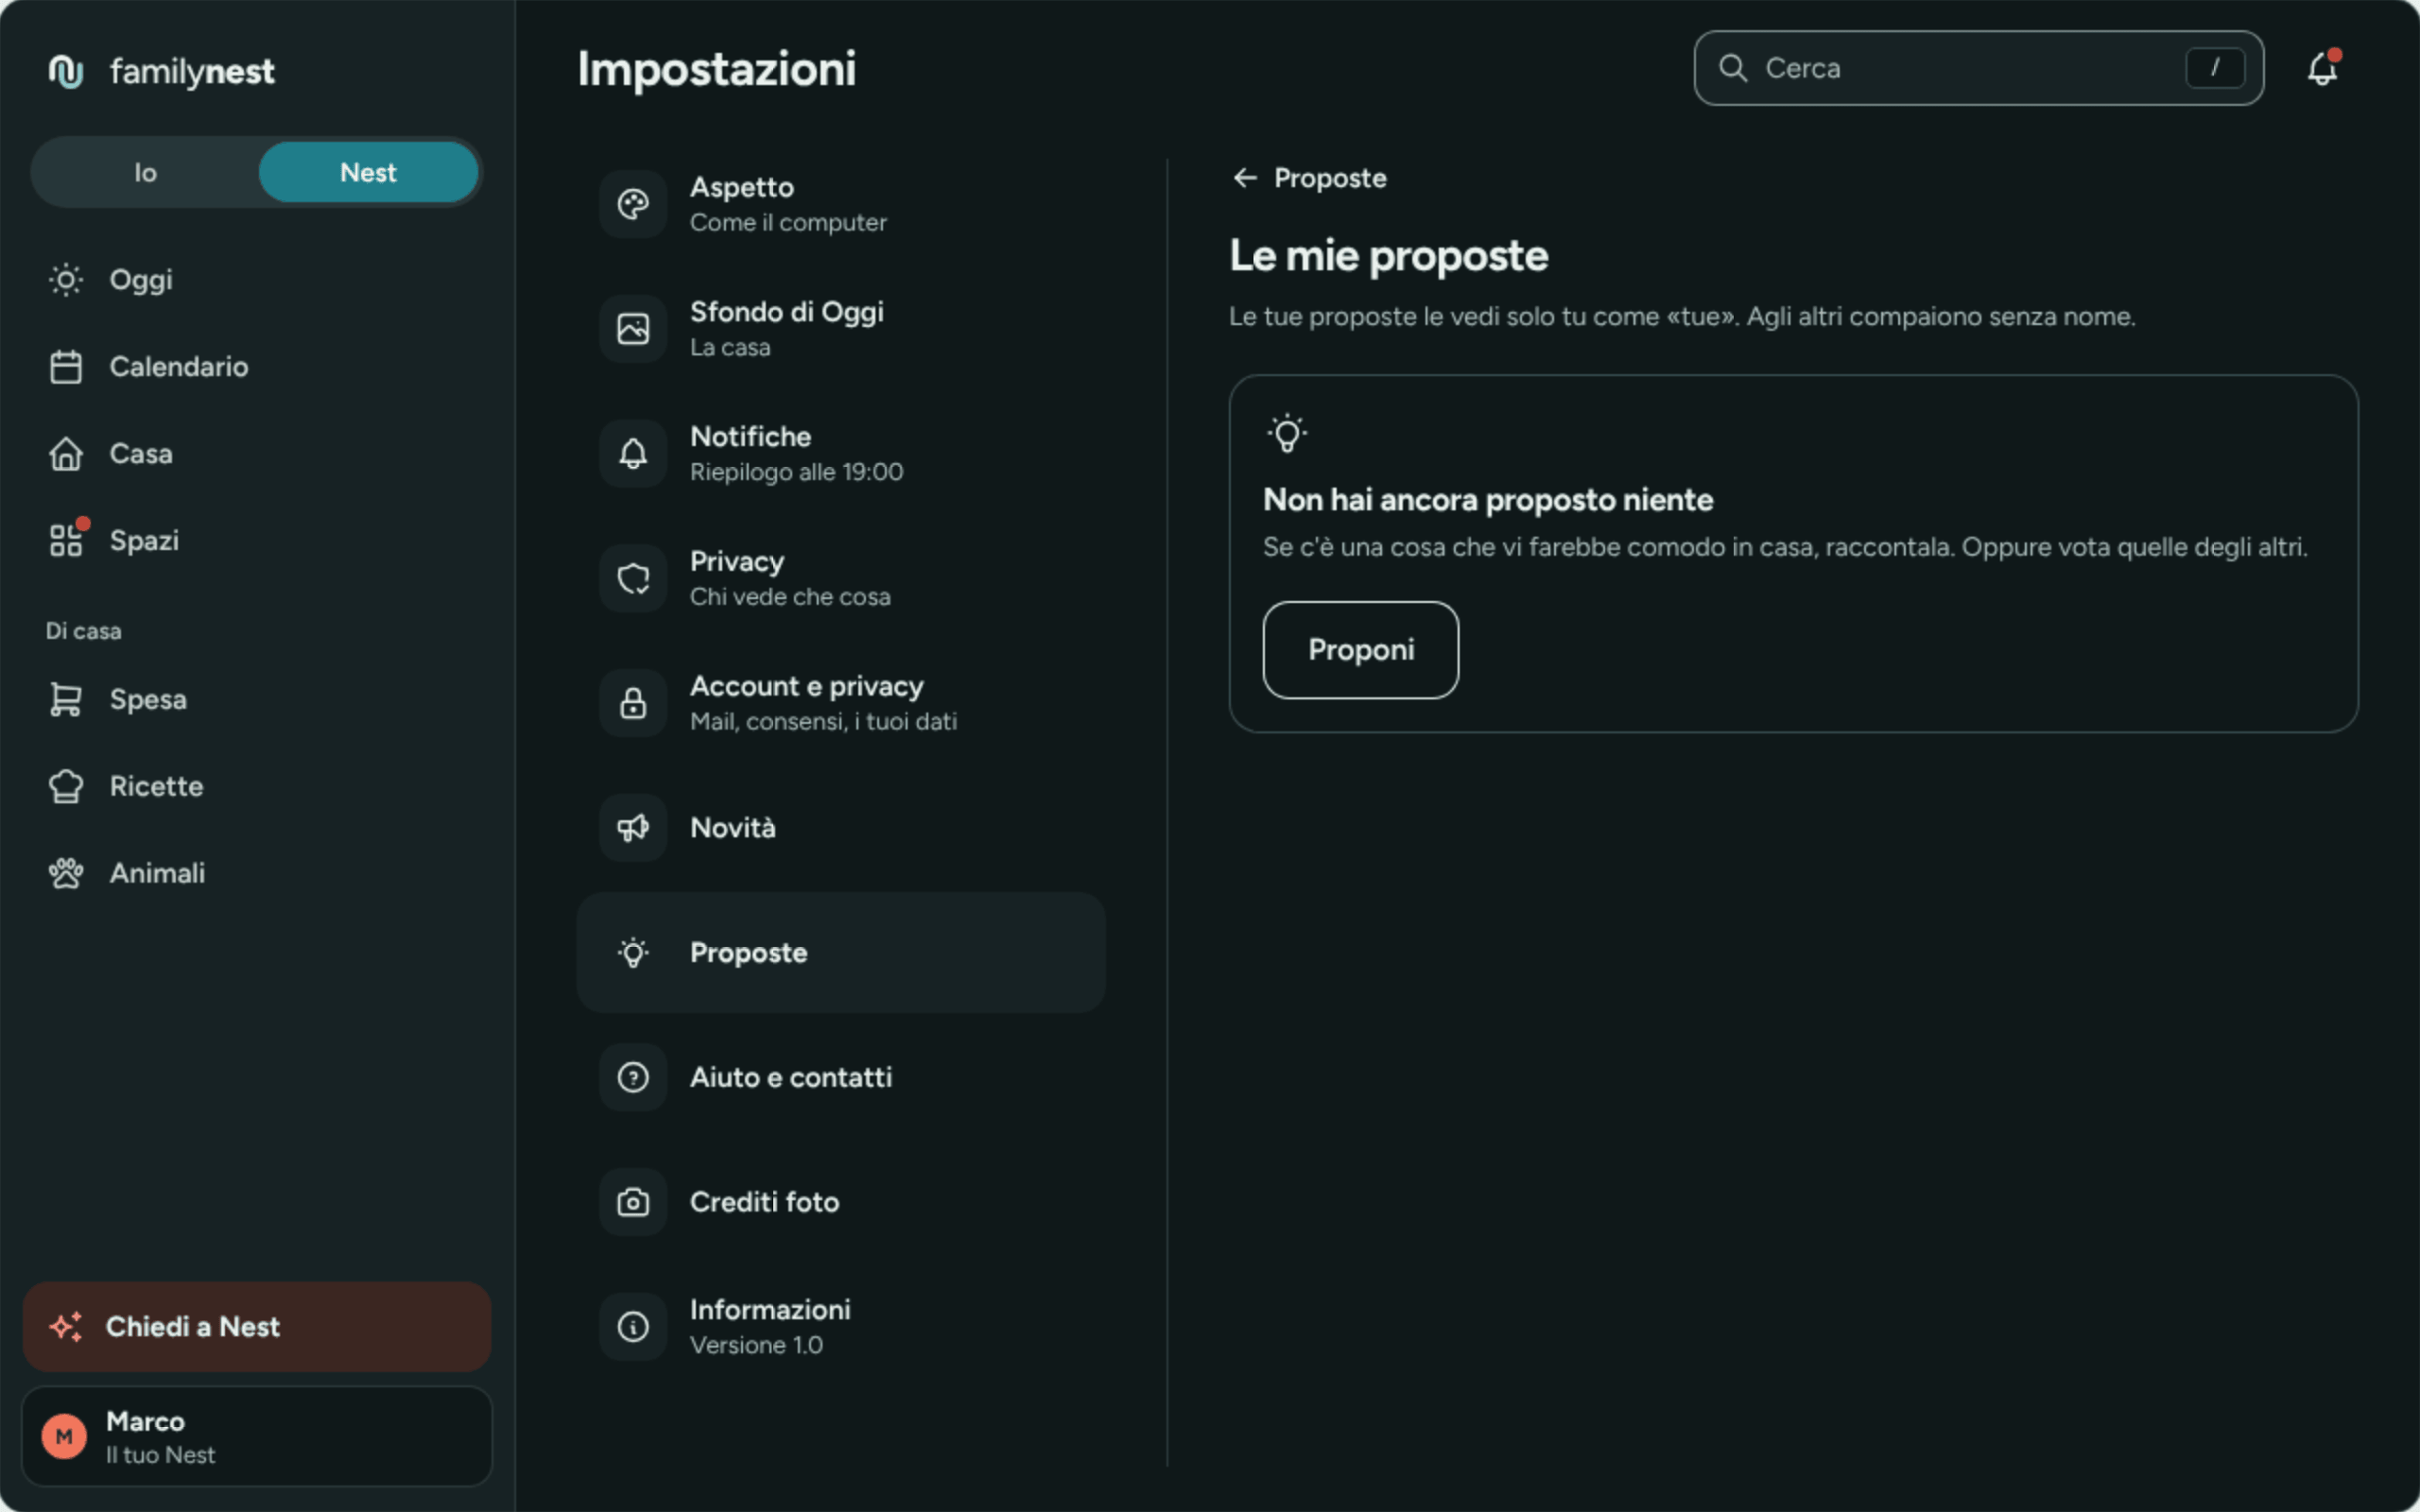 familynest
Io
Nest
Oggi
Calendario
Casa
Spazi
Di casa
Spesa
Ricette
Animali
Chiedi a Nest
M
Marco
Il tuo Nest
Impostazioni
Cerca
/
Aspetto
Come il computer
Sfondo di Oggi
La casa
Notifiche
Riepilogo alle 19:00
Privacy
Chi vede che cosa
Account e privacy
Mail, consensi, i tuoi dati
Novità
Proposte
Aiuto e contatti
Crediti foto
Informazioni
Versione 1.0
Proposte
Le mie proposte
Le tue proposte le vedi solo tu come «tue». Agli altri compaiono senza nome.
Non hai ancora proposto niente
Se c'è una cosa che vi farebbe comodo in casa, raccontala. Oppure vota quelle degli altri.
Proponi